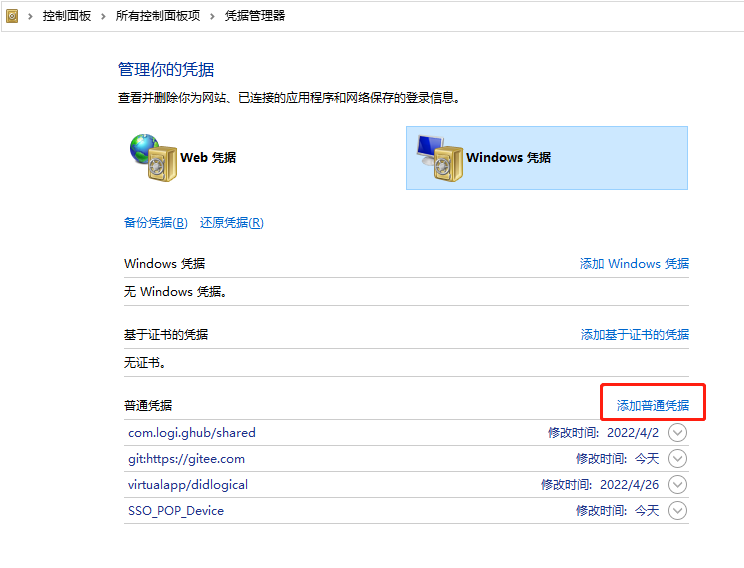 控制面板 > 所有控制面板项 > 凭据管理器
管理你的凭据
查看并删除你为网站、已连接的应用程序和网络保存的登录信息。
Web 凭据 Windows 凭据
备份凭据(B) 还原凭据(R)
Windows 凭据 添加 Windows 凭据
无 Windows 凭据。
基于证书的凭据 添加基于证书的凭据
无证书。
普通凭据 添加普通凭据
com.logi.ghub/shared 修改时间: 2022/4/2
git:https://gitee.com 修改时间: 今天
virtualapp/didlogical 修改时间: 2022/4/26
SSO_POP_Device 修改时间: 今天